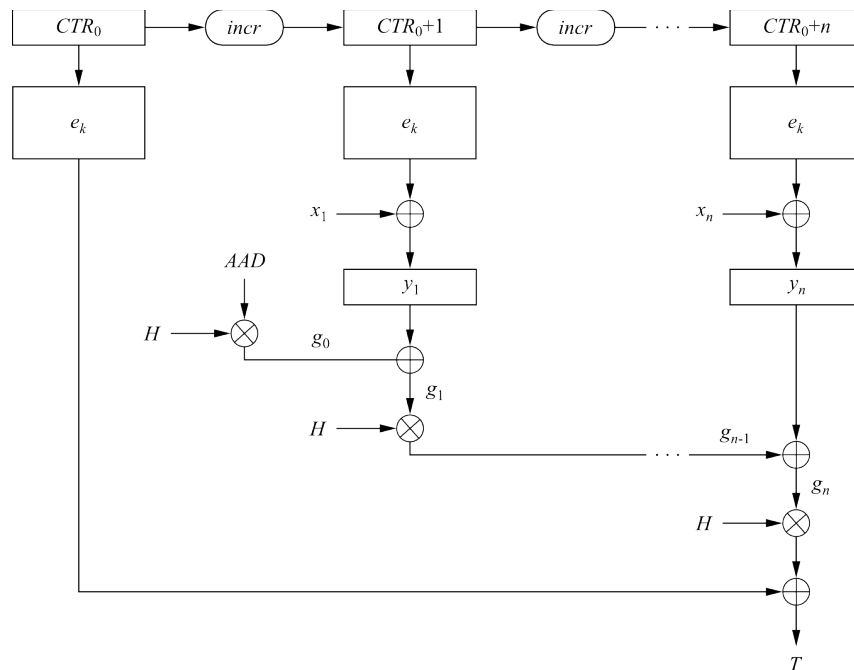 CTR₀ incr CTR₀+1 incr · · · CTR₀+n
eₖ eₖ eₖ
x₁ xₙ
AAD
y₁ yₙ
H g₀
g₁
H · · · gₙ₋₁
gₙ
H
T